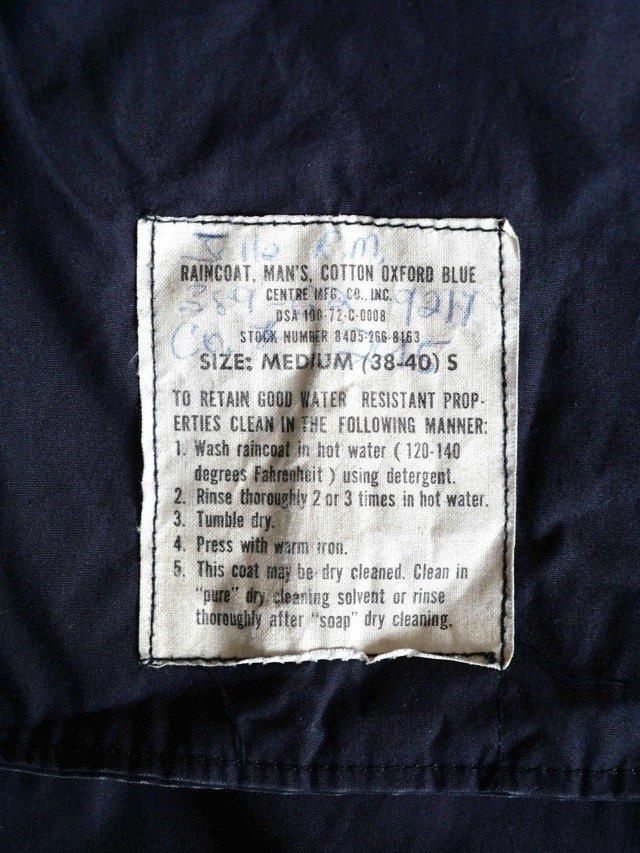 RAINCOAT, MAN'S, COTTON OXFORD BLUE
CENTRE MFG. CO., INC.
DSA 100-72-C-0008
STOCK NUMBER 8405-266-8163
SIZE: MEDIUM (38-40) S
TO RETAIN GOOD WATER RESISTANT PROP-
ERTIES CLEAN IN THE FOLLOWING MANNER:
1. Wash raincoat in hot water ( 120-140
degrees Fahrenheit ) using detergent.
2. Rinse thoroughly 2 or 3 times in hot water.
3. Tumble dry.
4. Press with warm iron.
5. This coat may be dry cleaned. Clean in
"pure" dry cleaning solvent or rinse
thoroughly after "soap" dry cleaning.